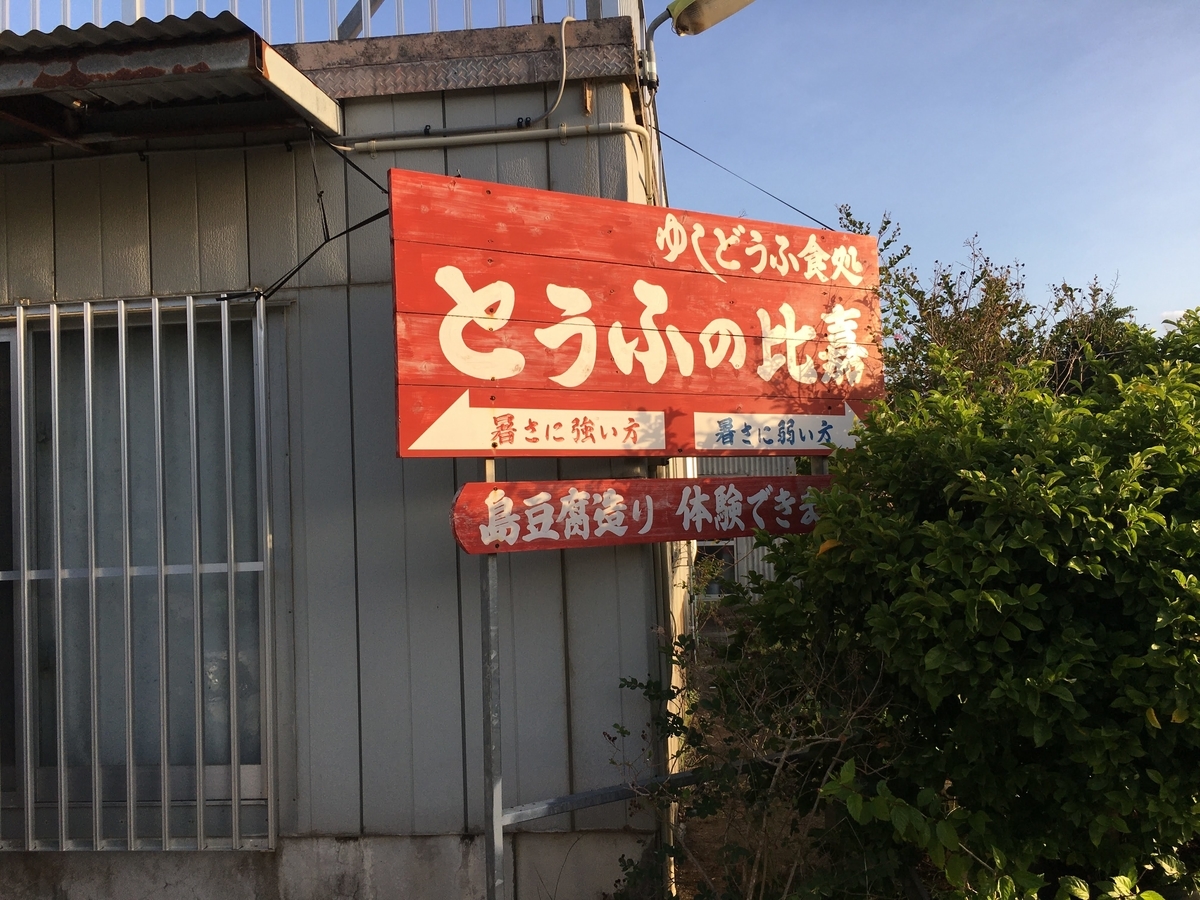 ゆしどうふ食処
とうふの比嘉
暑さに強い方
暑さに弱い方
島豆腐造り 体験できま